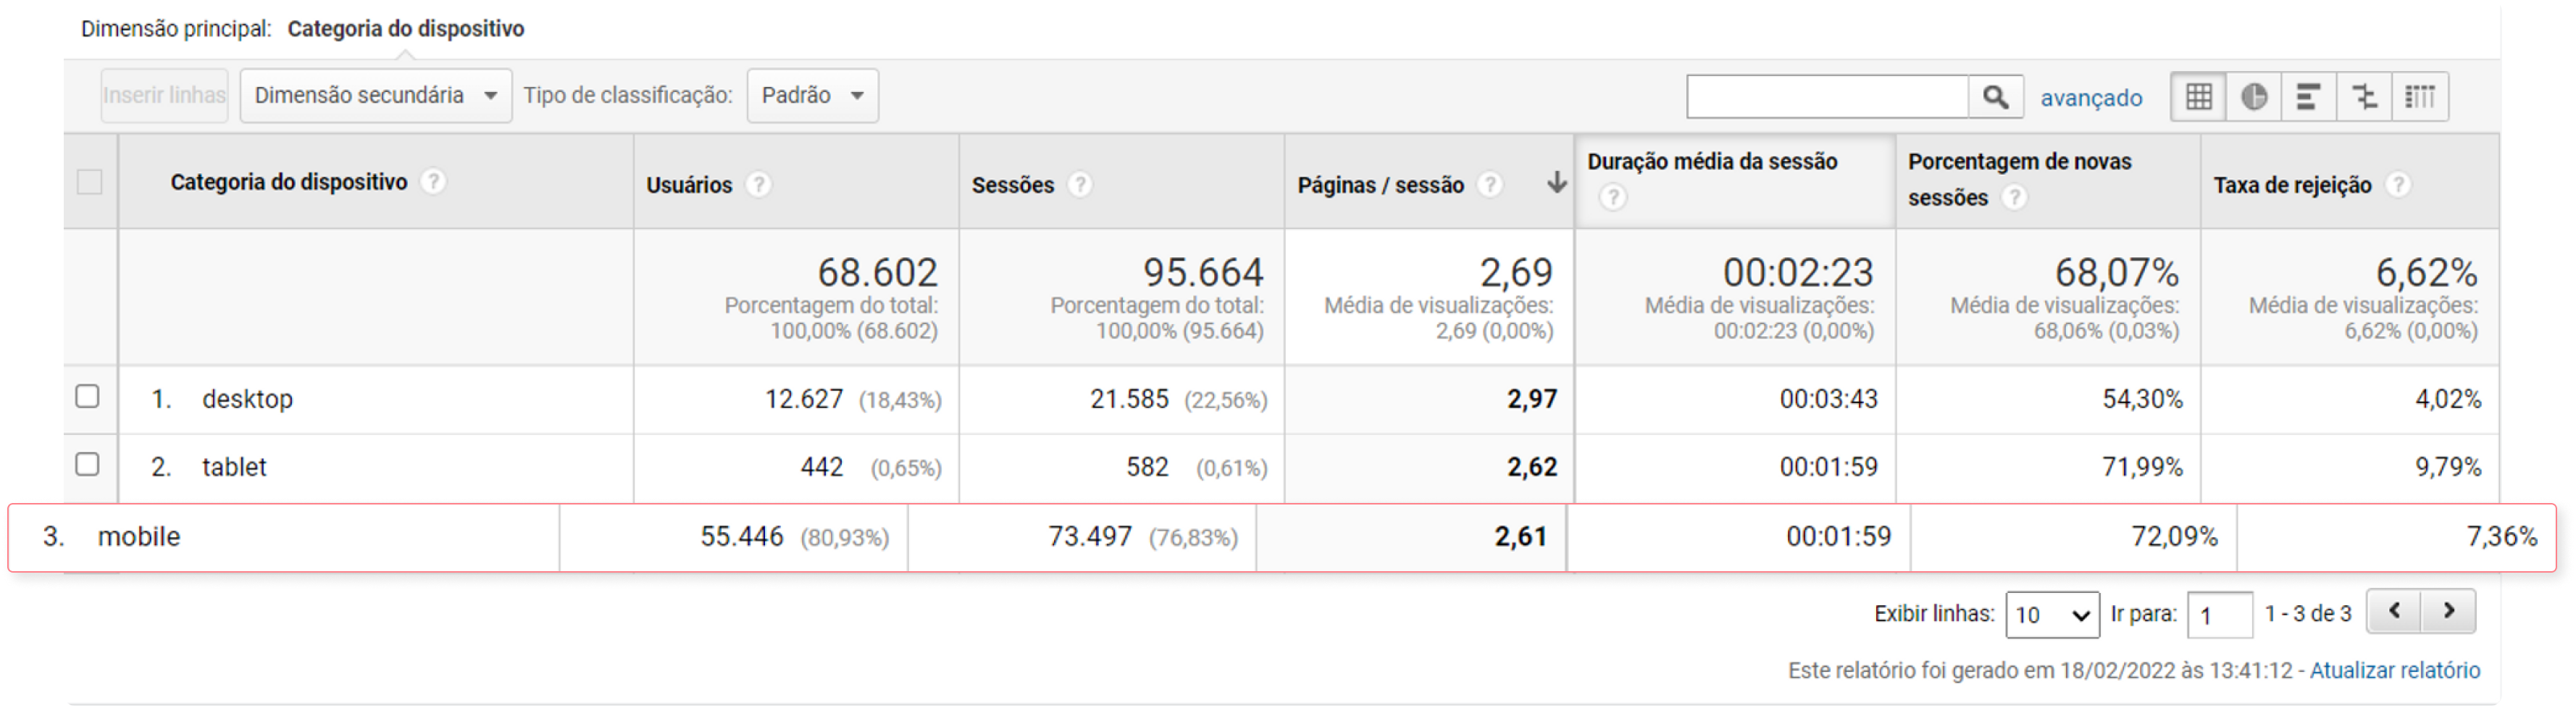 Dimensão principal: Categoria do dispositivo
Inserir linhas Dimensão secundária Tipo de classificação: Padrão avançado
Categoria do dispositivo ? Usuários ? Sessões ? Páginas / sessão ? Duração média da sessão ? Porcentagem de novas sessões ? Taxa de rejeição ?
68.602 95.664 2,69 00:02:23 68,07% 6,62%
Porcentagem do total: Porcentagem do total: Média de visualizações: Média de visualizações: Média de visualizações: Média de visualizações:
100,00% (68.602) 100,00% (95.664) 2,69 (0,00%) 00:02:23 (0,00%) 68,06% (0,03%) 6,62% (0,00%)
1. desktop 12.627 (18,43%) 21.585 (22,56%) 2,97 00:03:43 54,30% 4,02%
2. tablet 442 (0,65%) 582 (0,61%) 2,62 00:01:59 71,99% 9,79%
3. mobile 55.446 (80,93%) 73.497 (76,83%) 2,61 00:01:59 72,09% 7,36%
Exibir linhas: 10 Ir para: 1 1 - 3 de 3
Este relatório foi gerado em 18/02/2022 às 13:41:12 - Atualizar relatório